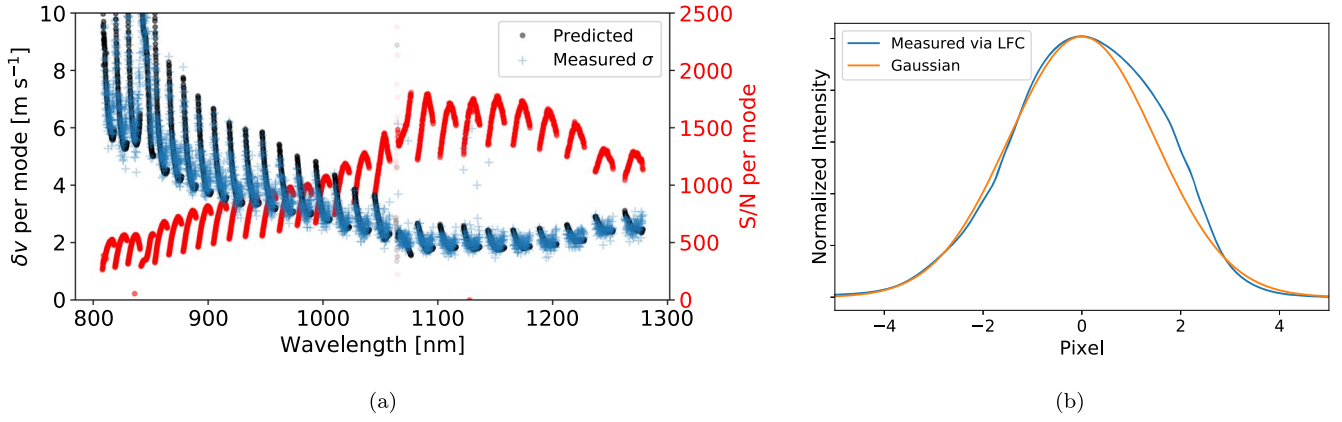 10
8
6
4
2
0
δv per mode [m s⁻¹]
Predicted
Measured σ
2500
2000
1500
1000
500
0
S/N per mode
800 900 1000 1100 1200 1300
Wavelength [nm]
(a)
Normalized Intensity
Measured via LFC
Gaussian
−4 −2 0 2 4
Pixel
(b)